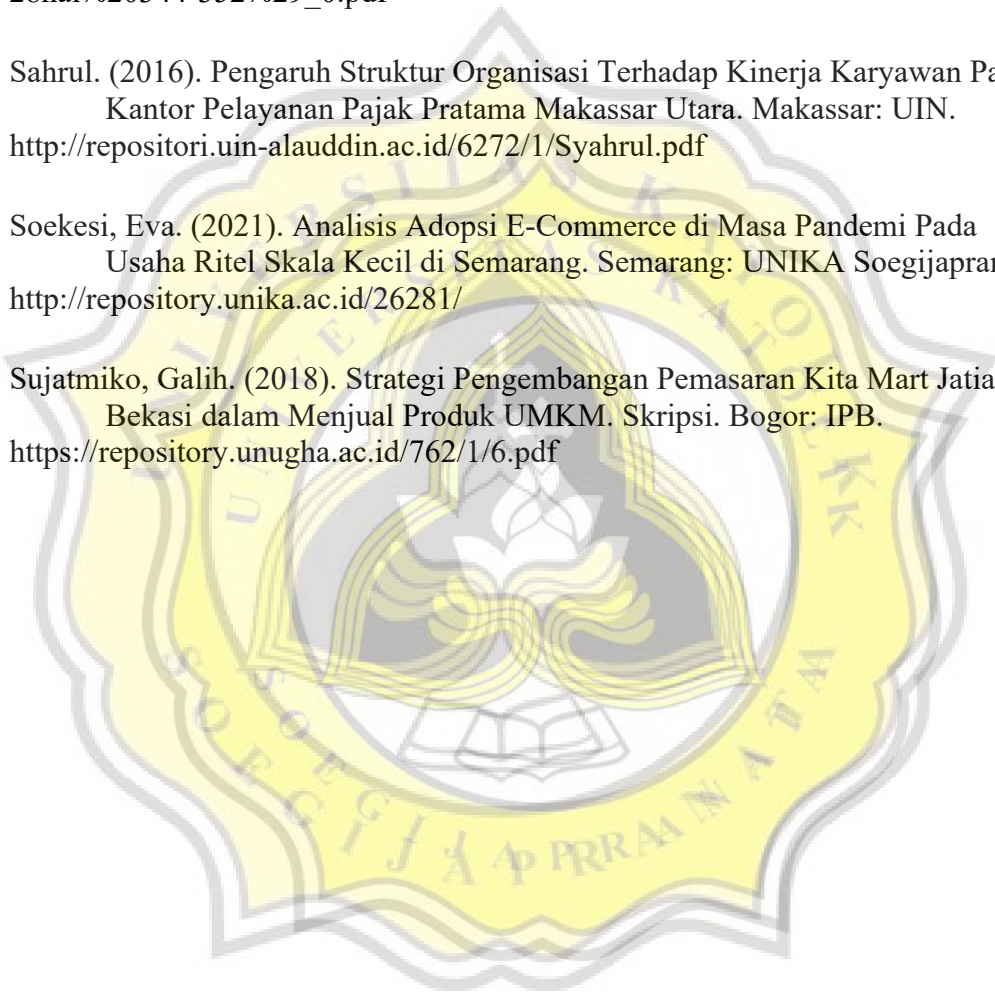 Sahrul. (2016). Pengaruh Struktur Organisasi Terhadap Kinerja Karyawan Pa
Kantor Pelayanan Pajak Pratama Makassar Utara. Makassar: UIN.
http://repositori.uin-alauddin.ac.id/6272/1/Syahrul.pdf
Soekesi, Eva. (2021). Analisis Adopsi E-Commerce di Masa Pandemi Pada
Usaha Ritel Skala Kecil di Semarang. Semarang: UNIKA Soegijapran
http://repository.unika.ac.id/26281/
Sujatmiko, Galih. (2018). Strategi Pengembangan Pemasaran Kita Mart Jatia
Bekasi dalam Menjual Produk UMKM. Skripsi. Bogor: IPB.
https://repository.unugha.ac.id/762/1/6.pdf
UNIVERSITAS KATOLIK
SOEGIJAPRANATA